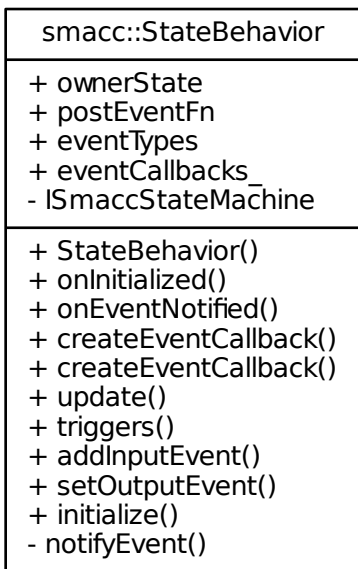 smacc::StateBehavior
+ ownerState
+ postEventFn
+ eventTypes
+ eventCallbacks_
- ISmaccStateMachine
+ StateBehavior()
+ onInitialized()
+ onEventNotified()
+ createEventCallback()
+ createEventCallback()
+ update()
+ triggers()
+ addInputEvent()
+ setOutputEvent()
+ initialize()
- notifyEvent()